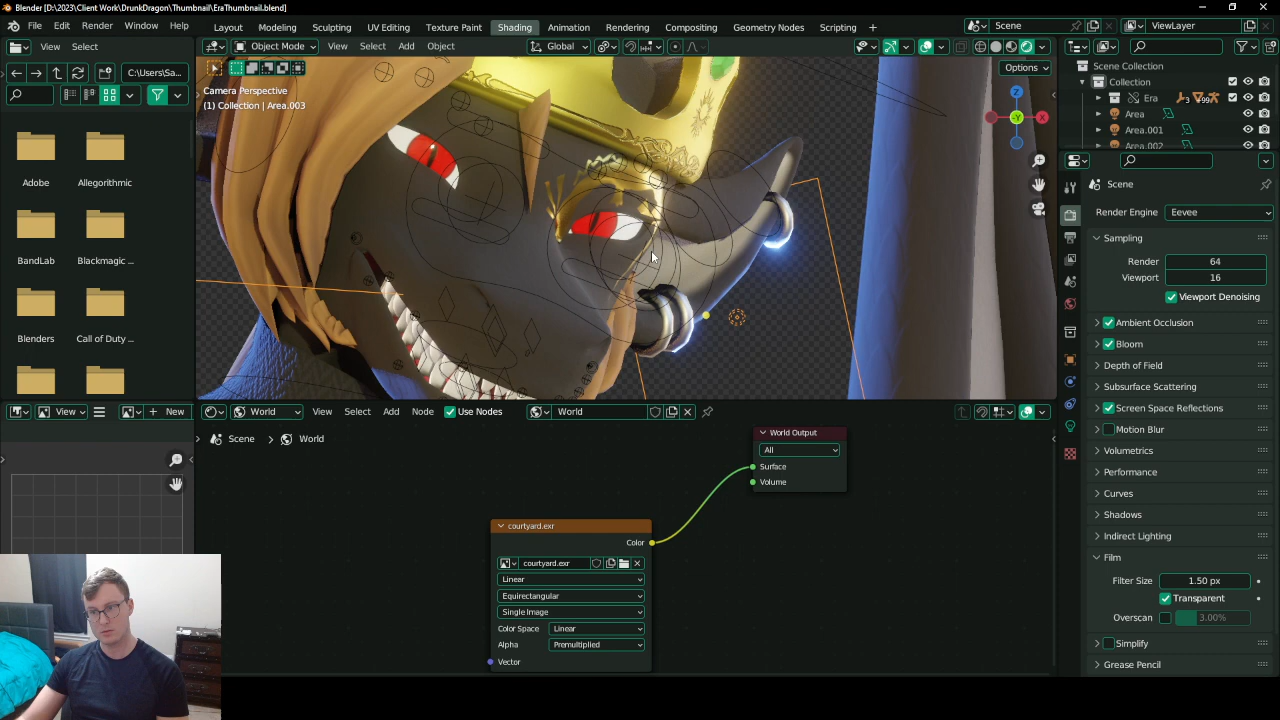 Blender [D:\2023\Client Work\DrunkDragon\Thumbnail\EraThumbnail.blend]
File Edit Render Window Help
Layout Modeling Sculpting UV Editing Texture Paint Shading Animation Rendering Compositing Geometry Nodes Scripting
Scene
ViewLayer
View Select
Object Mode View Select Add Object
Global
C:\Users\Sa...
Options
Camera Perspective
(1) Collection | Area.003
Adobe
Allegorithmic
BandLab
Blackmagic ...
Blenders
Call of Duty ...
-Y
Z
X
Scene Collection
Collection
Era
3
+99
Area
Area.001
Area.002
Scene
Render Engine Eevee
Sampling
Render 64
Viewport 16
Viewport Denoising
Ambient Occlusion
Bloom
Depth of Field
Subsurface Scattering
Screen Space Reflections
Motion Blur
Volumetrics
Performance
Curves
Shadows
Indirect Lighting
Film
Filter Size 1.50 px
Transparent
Overscan 3.00%
Simplify
Grease Pencil
View
New
World View Select Add Node Use Nodes World
Scene > World
World Output
All
Surface
Volume
courtyard.exr
Color
courtyard.exr
Linear
Equirectangular
Single Image
Color Space Linear
Alpha Premultiplied
Vector